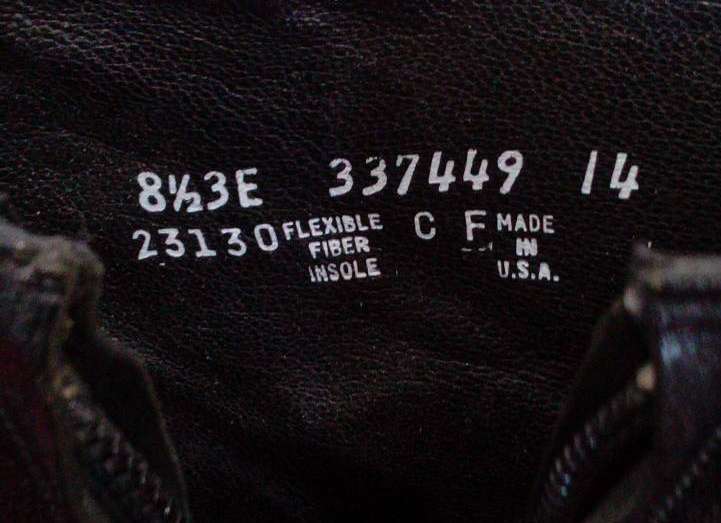 8½3E 337449 14
23130 FLEXIBLE FIBER INSOLE C F MADE IN U.S.A.